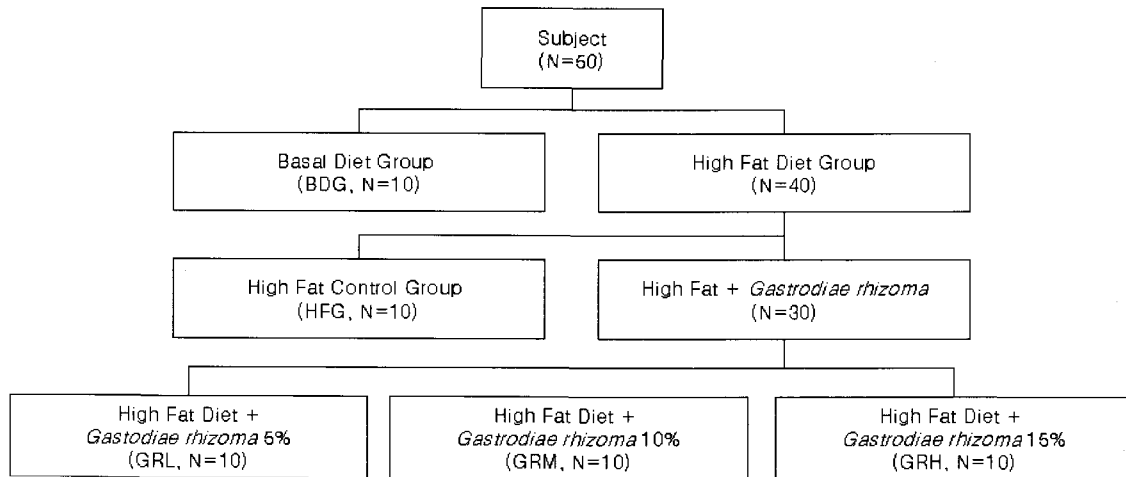 Subject
(N=50)
Basal Diet Group
(BDG, N=10)
High Fat Diet Group
(N=40)
High Fat Control Group
(HFG, N=10)
High Fat + Gastrodiae rhizoma
(N=30)
High Fat Diet +
Gastodiae rhizoma 5%
(GRL, N=10)
High Fat Diet +
Gastrodiae rhizoma 10%
(GRM, N=10)
High Fat Diet +
Gastrodiae rhizoma 15%
(GRH, N=10)